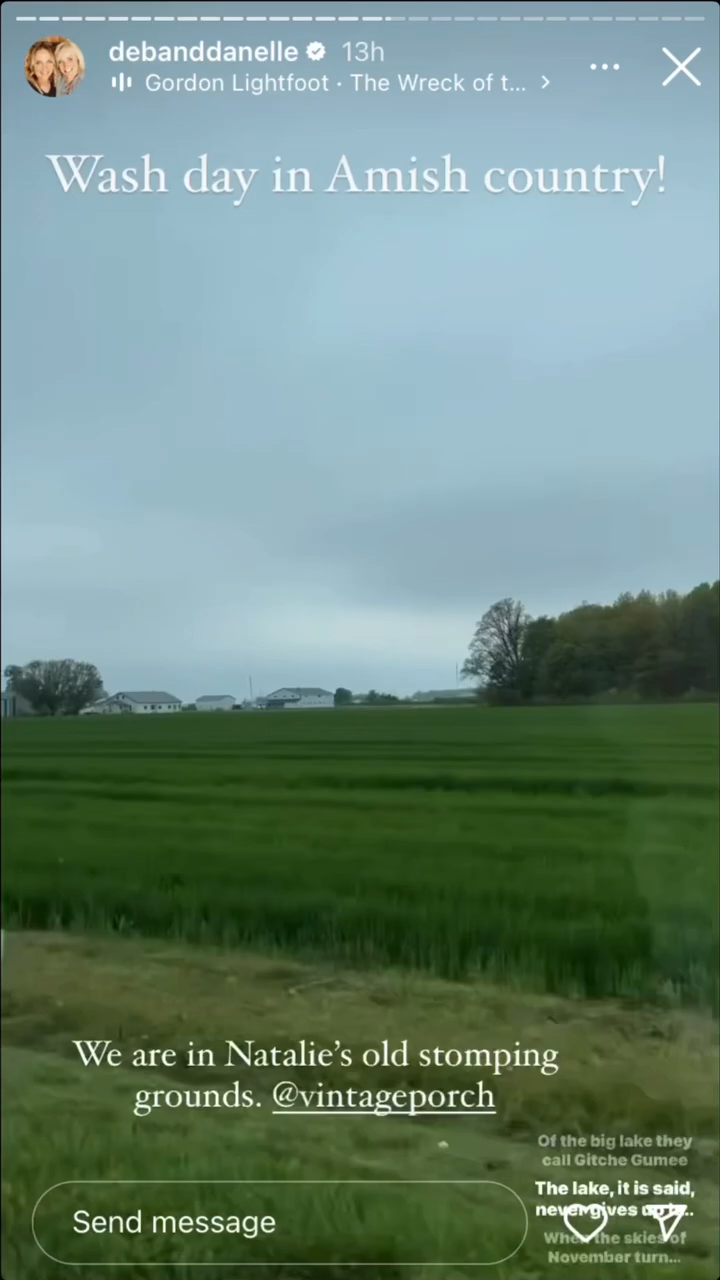 debanddanelle 13h
Gordon Lightfoot · The Wreck of t...
Wash day in Amish country!
We are in Natalie's old stomping
grounds. @vintageporch
Of the big lake they
call Gitche Gumee
The lake, it is said,
never gives
When the skies of
November turn...
Send message